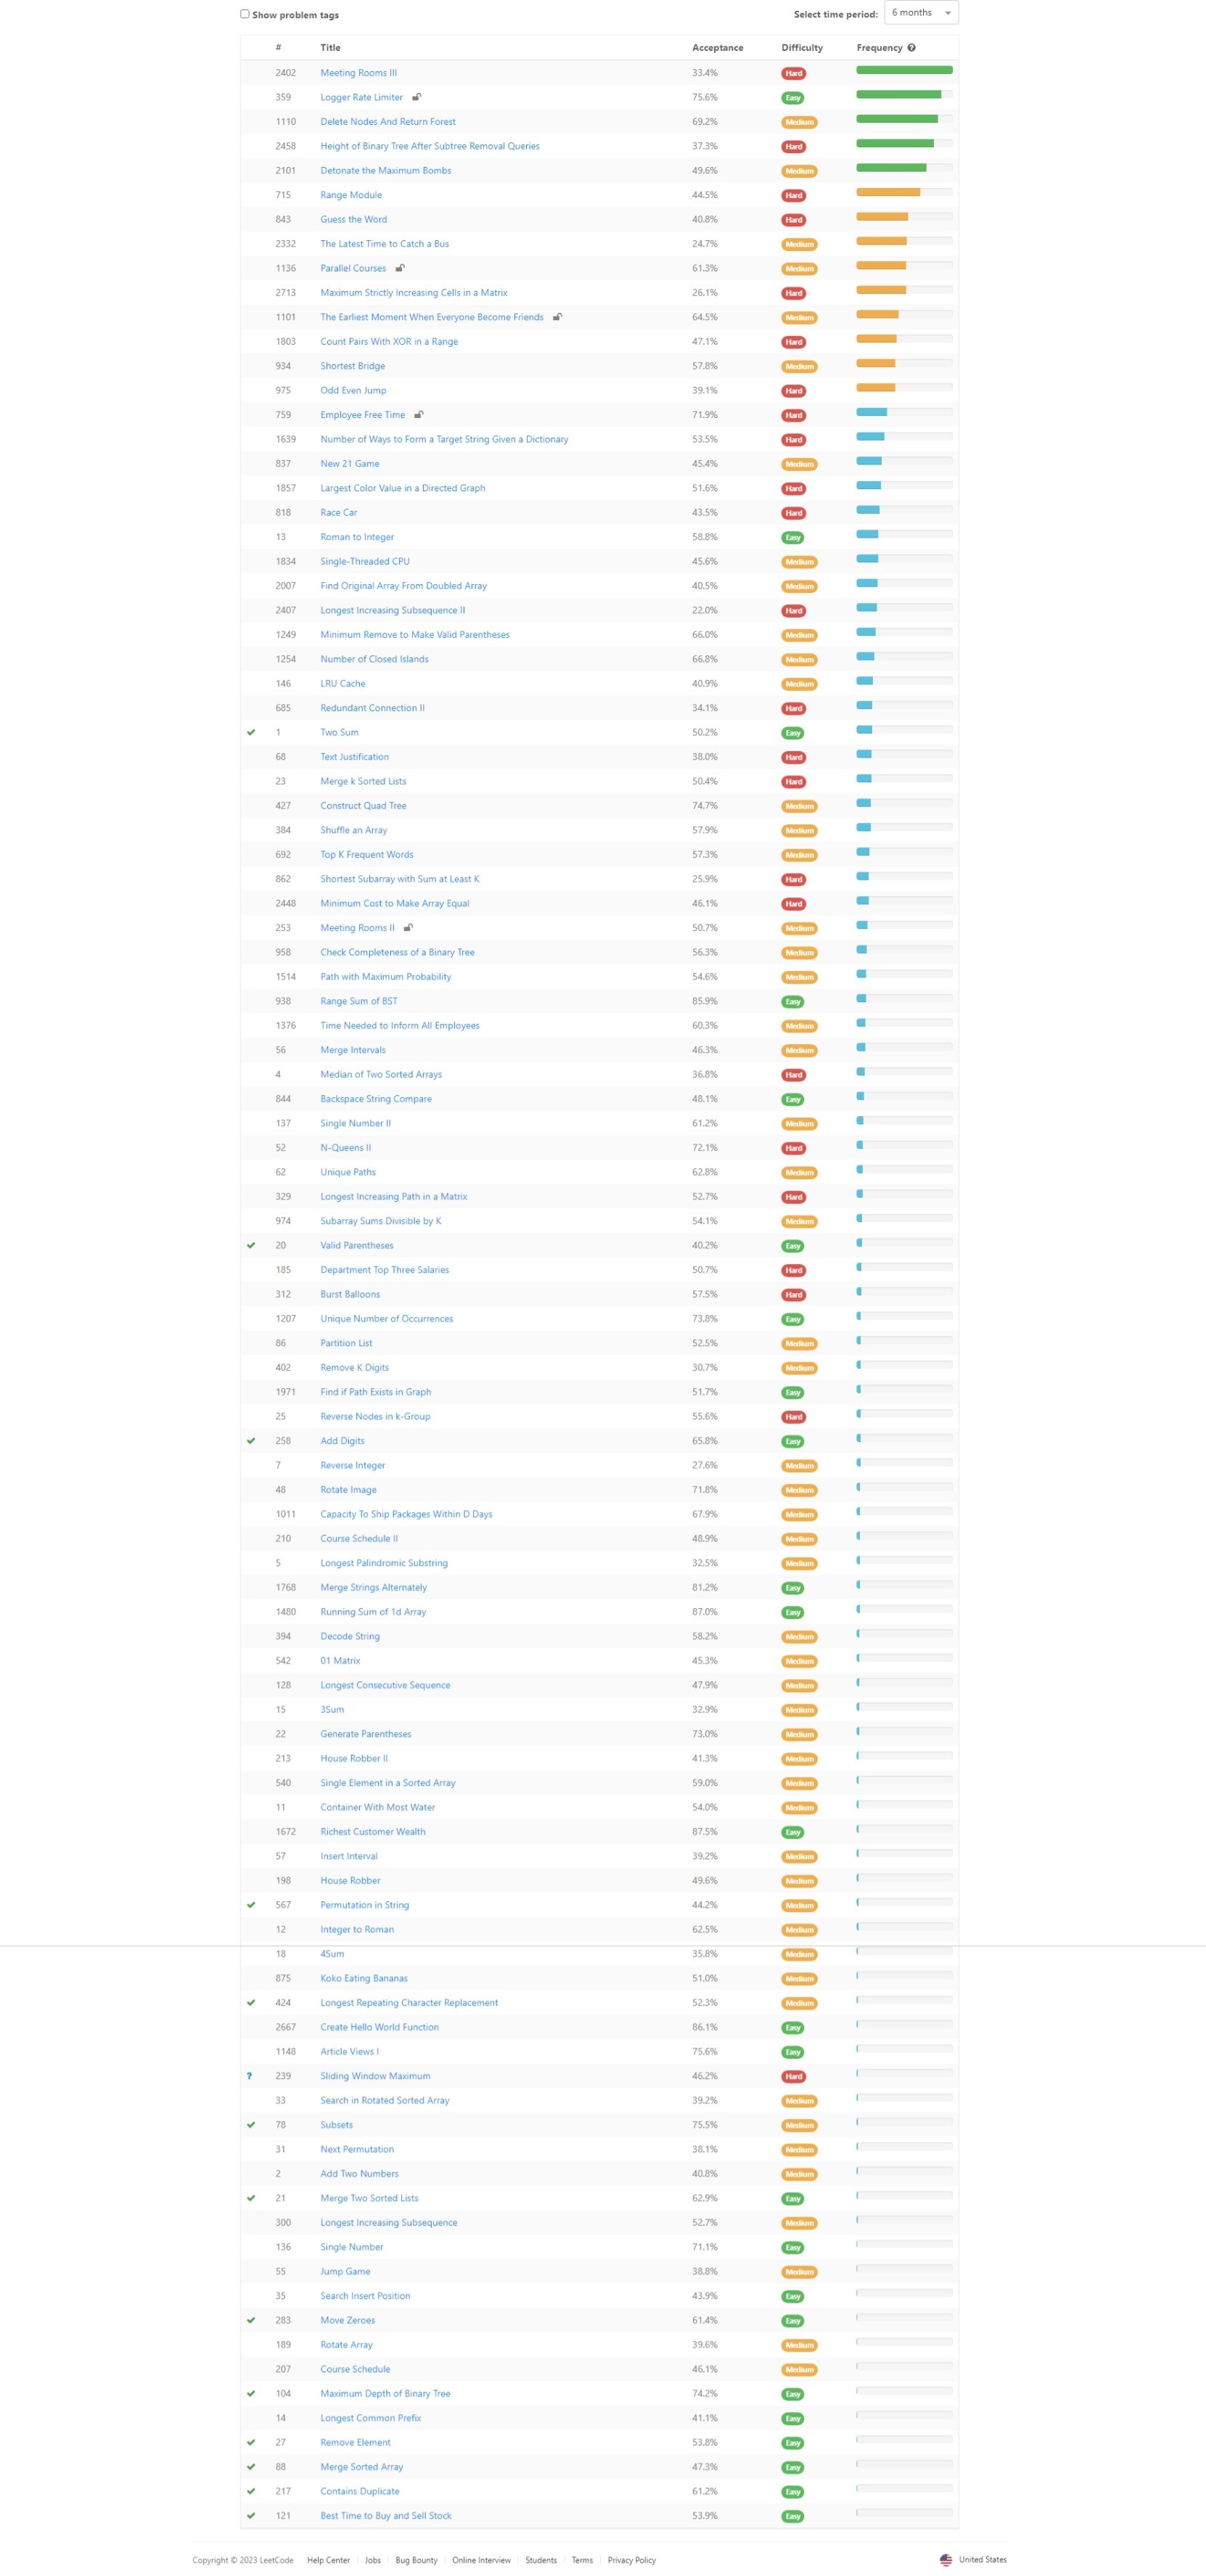 Show problem tags Select time period: 6 months
# Title Acceptance Difficulty Frequency
2402 Meeting Rooms III 33.4% Hard
359 Logger Rate Limiter 75.6% Easy
1110 Delete Nodes And Return Forest 69.2% Medium
2458 Height of Binary Tree After Subtree Removal Queries 37.3% Hard
2101 Detonate the Maximum Bombs 49.6% Medium
715 Range Module 44.5% Hard
843 Guess the Word 40.8% Hard
2332 The Latest Time to Catch a Bus 24.7% Medium
1136 Parallel Courses 61.3% Medium
2713 Maximum Strictly Increasing Cells in a Matrix 26.1% Hard
1101 The Earliest Moment When Everyone Become Friends 64.5% Medium
1803 Count Pairs With XOR in a Range 47.1% Hard
934 Shortest Bridge 57.8% Medium
975 Odd Even Jump 39.1% Hard
759 Employee Free Time 71.9% Hard
1639 Number of Ways to Form a Target String Given a Dictionary 53.5% Hard
837 New 21 Game 45.4% Medium
1857 Largest Color Value in a Directed Graph 51.6% Hard
818 Race Car 43.5% Hard
13 Roman to Integer 58.8% Easy
1834 Single-Threaded CPU 45.6% Medium
2007 Find Original Array From Doubled Array 40.5% Medium
2407 Longest Increasing Subsequence II 22.0% Hard
1249 Minimum Remove to Make Valid Parentheses 66.0% Medium
1254 Number of Closed Islands 66.8% Medium
146 LRU Cache 40.9% Medium
685 Redundant Connection II 34.1% Hard
1 Two Sum 50.2% Easy
68 Text Justification 38.0% Hard
23 Merge k Sorted Lists 50.4% Hard
427 Construct Quad Tree 74.7% Medium
384 Shuffle an Array 57.9% Medium
692 Top K Frequent Words 57.3% Medium
862 Shortest Subarray with Sum at Least K 25.9% Hard
2448 Minimum Cost to Make Array Equal 46.1% Hard
253 Meeting Rooms II 50.7% Medium
958 Check Completeness of a Binary Tree 56.3% Medium
1514 Path with Maximum Probability 54.6% Medium
938 Range Sum of BST 85.9% Easy
1376 Time Needed to Inform All Employees 60.3% Medium
56 Merge Intervals 46.3% Medium
4 Median of Two Sorted Arrays 36.8% Hard
844 Backspace String Compare 48.1% Easy
137 Single Number II 61.2% Medium
52 N-Queens II 72.1% Hard
62 Unique Paths 62.8% Medium
329 Longest Increasing Path in a Matrix 52.7% Hard
974 Subarray Sums Divisible by K 54.1% Medium
20 Valid Parentheses 40.2% Easy
185 Department Top Three Salaries 50.7% Hard
312 Burst Balloons 57.5% Hard
1207 Unique Number of Occurrences 73.8% Easy
86 Partition List 52.5% Medium
402 Remove K Digits 30.7% Medium
1971 Find if Path Exists in Graph 51.7% Easy
25 Reverse Nodes in k-Group 55.6% Hard
258 Add Digits 65.8% Easy
7 Reverse Integer 27.6% Medium
48 Rotate Image 71.8% Medium
1011 Capacity To Ship Packages Within D Days 67.9% Medium
210 Course Schedule II 48.9% Medium
5 Longest Palindromic Substring 32.5% Medium
1768 Merge Strings Alternately 81.2% Easy
1480 Running Sum of 1d Array 87.0% Easy
394 Decode String 58.2% Medium
542 01 Matrix 45.3% Medium
128 Longest Consecutive Sequence 47.9% Medium
15 3Sum 32.9% Medium
22 Generate Parentheses 73.0% Medium
213 House Robber II 41.3% Medium
540 Single Element in a Sorted Array 59.0% Medium
11 Container With Most Water 54.0% Medium
1672 Richest Customer Wealth 87.5% Easy
57 Insert Interval 39.2% Medium
198 House Robber 49.6% Medium
567 Permutation in String 44.2% Medium
12 Integer to Roman 62.5% Medium
18 4Sum 35.8% Medium
875 Koko Eating Bananas 51.0% Medium
424 Longest Repeating Character Replacement 52.3% Medium
2667 Create Hello World Function 86.1% Easy
1148 Article Views I 75.6% Easy
? 239 Sliding Window Maximum 46.2% Hard
33 Search in Rotated Sorted Array 39.2% Medium
78 Subsets 75.5% Medium
31 Next Permutation 38.1% Medium
2 Add Two Numbers 40.8% Medium
21 Merge Two Sorted Lists 62.9% Easy
300 Longest Increasing Subsequence 52.7% Medium
136 Single Number 71.1% Easy
55 Jump Game 38.8% Medium
35 Search Insert Position 43.9% Easy
283 Move Zeroes 61.4% Easy
189 Rotate Array 39.6% Medium
207 Course Schedule 46.1% Medium
104 Maximum Depth of Binary Tree 74.2% Easy
14 Longest Common Prefix 41.1% Easy
27 Remove Element 53.8% Easy
88 Merge Sorted Array 47.3% Easy
217 Contains Duplicate 61.2% Easy
121 Best Time to Buy and Sell Stock 53.9% Easy
Copyright © 2023 LeetCode Help Center | Jobs | Bug Bounty | Online Interview | Students | Terms | Privacy Policy United States